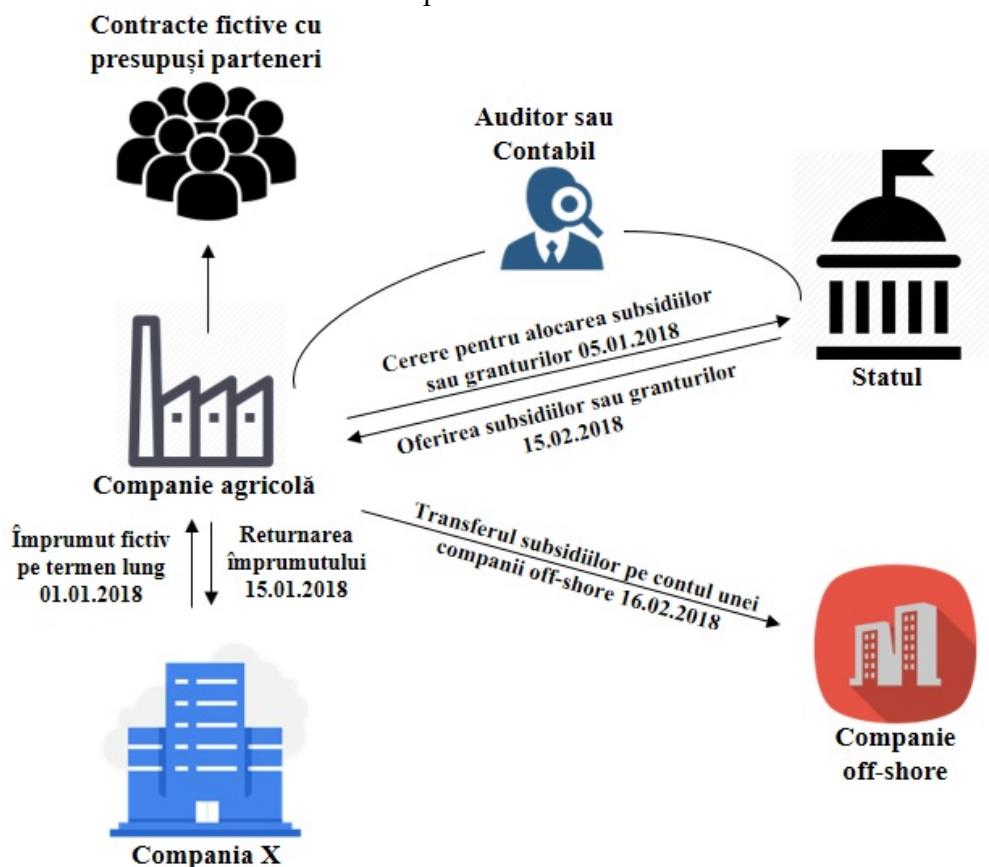 Contracte fictive cu
presupuși parteneri
Auditor sau
Contabil
Cerere pentru alocarea subsidiilor
sau granturilor 05.01.2018
Oferirea subsidiilor sau granturilor
15.02.2018
Statul
Companie agricolă
Împrumut fictiv
pe termen lung
01.01.2018
Returnarea
împrumutului
15.01.2018
Transferul subsidiilor pe contul unei
companii off-shore 16.02.2018
Companie
off-shore
Compania X